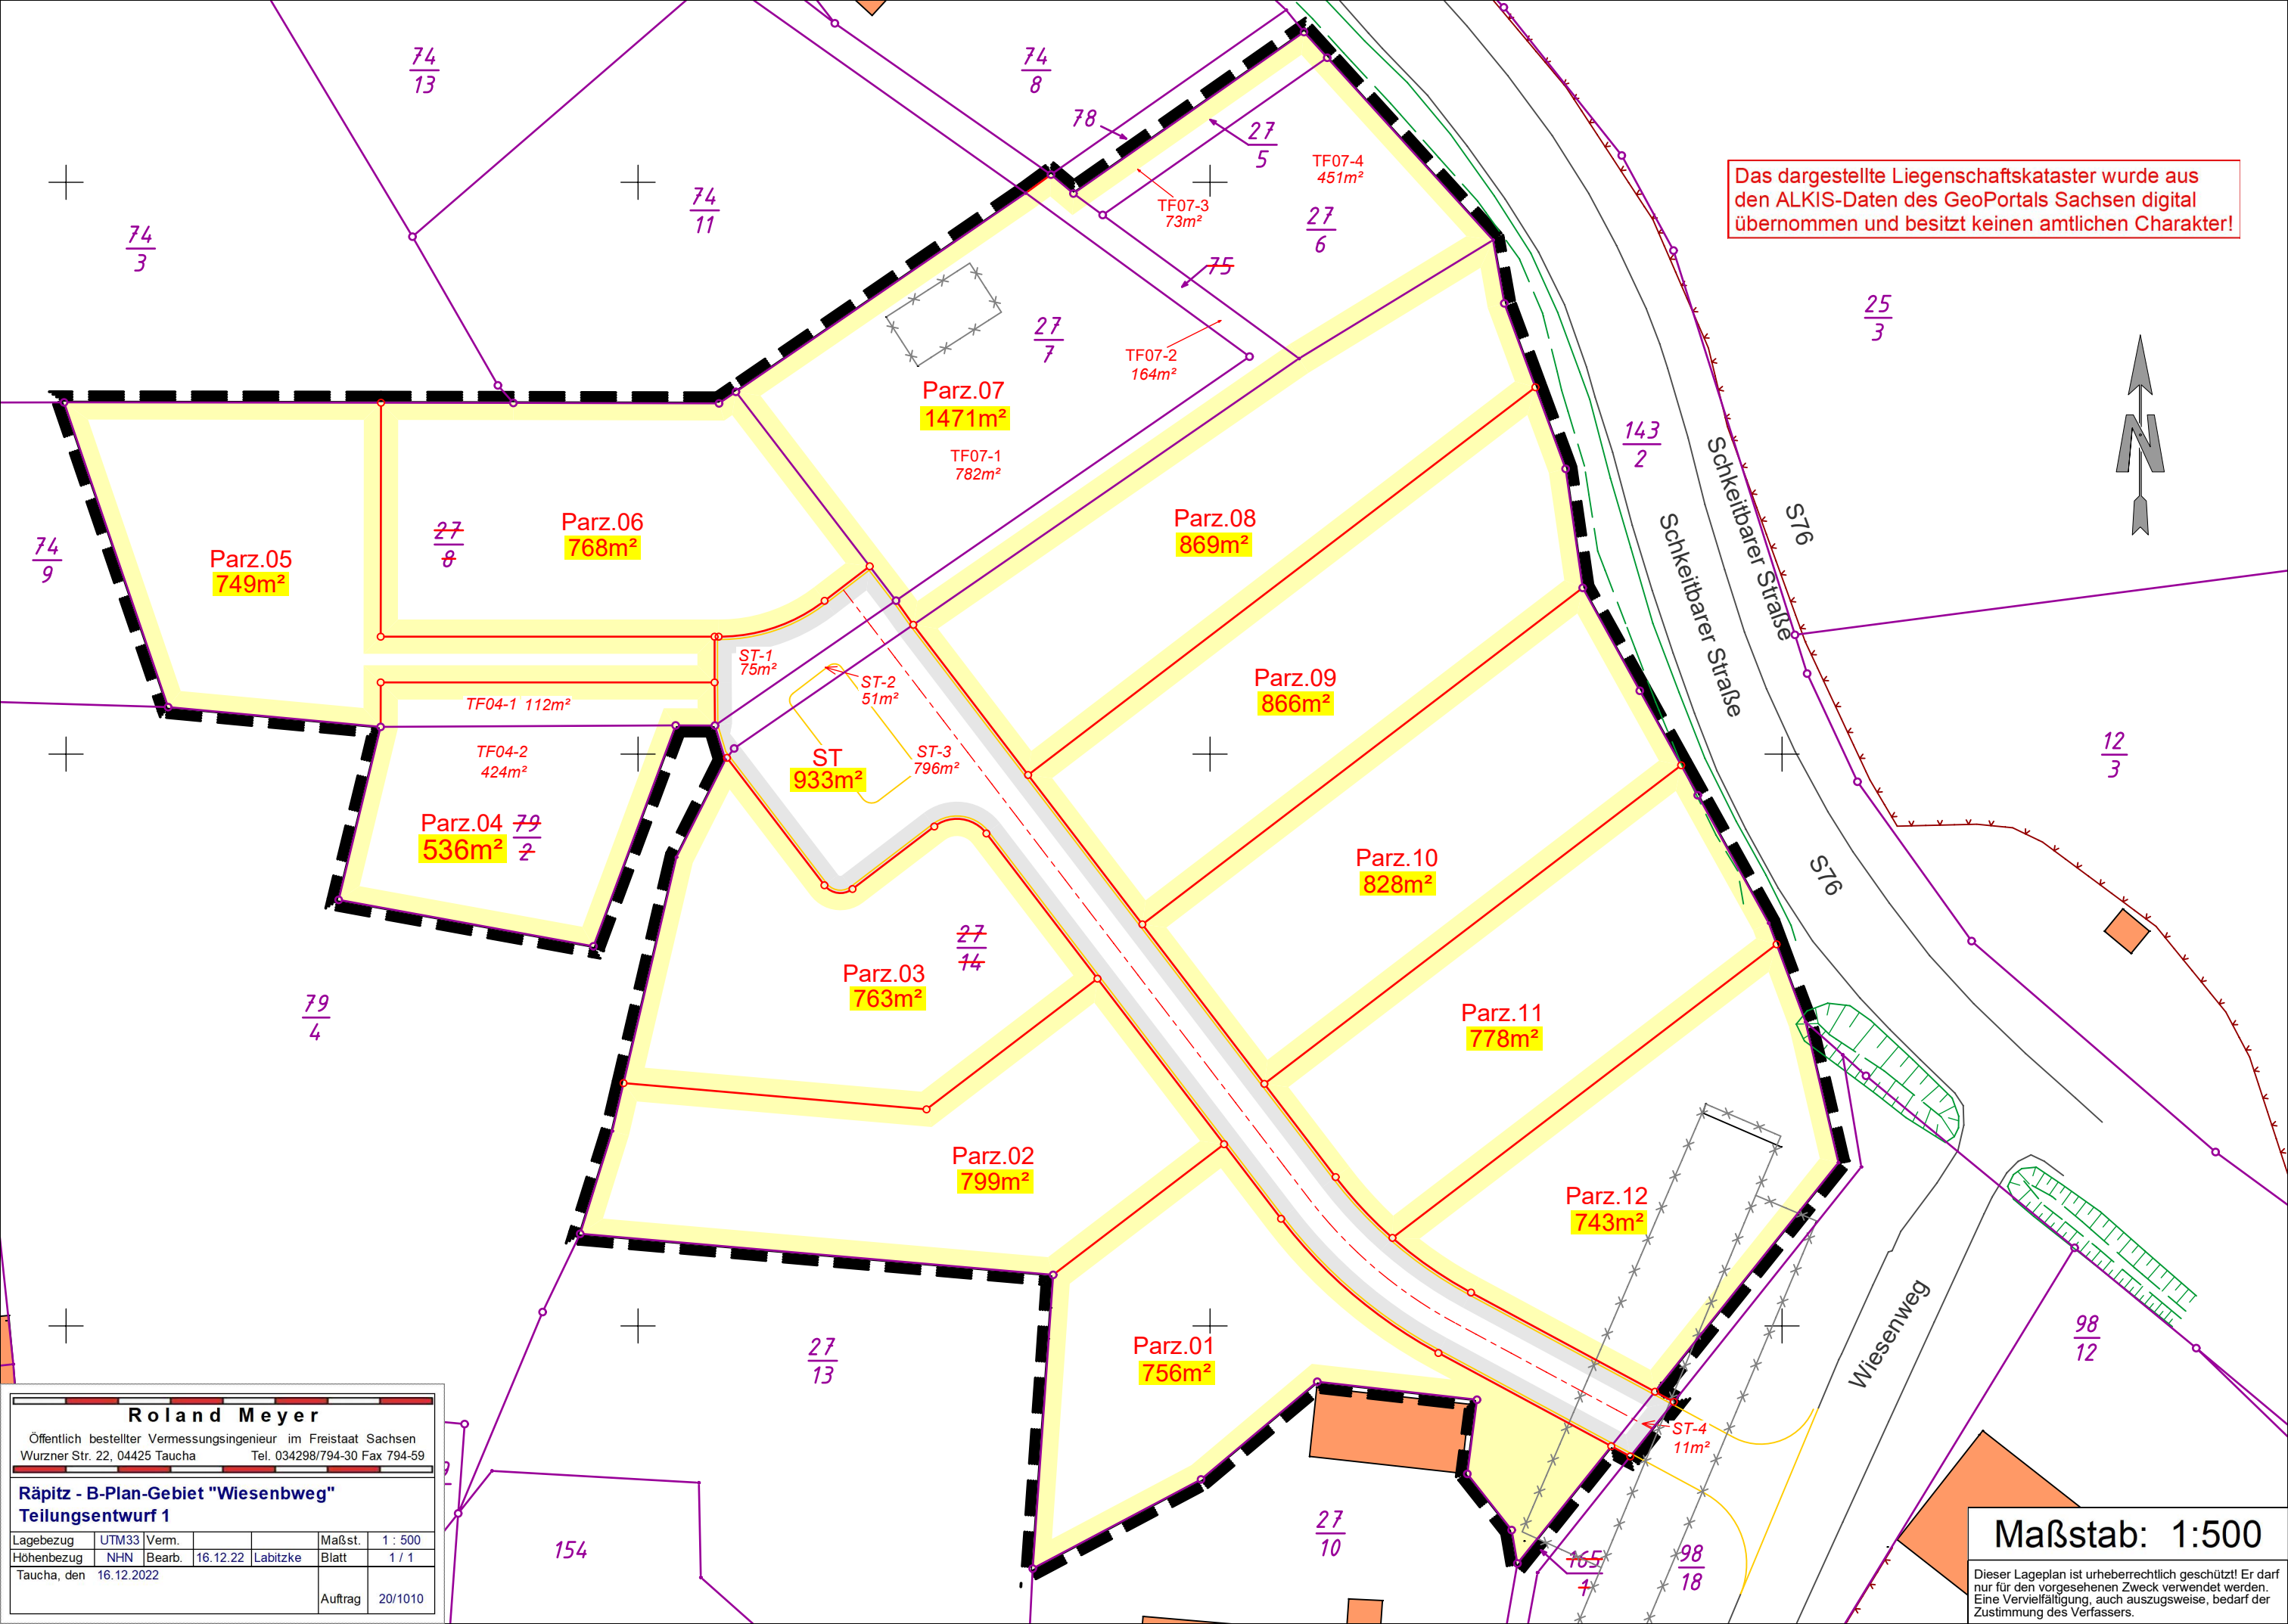 74
13
74
8
78
27
5
TF07-4
451m²
74
11
TF07-3
73m²
27
6
Das dargestellte Liegenschaftskataster wurde aus
den ALKIS-Daten des GeoPortals Sachsen digital
übernommen und besitzt keinen amtlichen Charakter!
74
3
75
25
3
27
7
TF07-2
164m²
Parz.07
1471m²
TF07-1
782m²
143
2
N
Schkeitbarer Straße
S76
74
9
Parz.05
749m²
27
8
Parz.06
768m²
Parz.08
869m²
Schkeitbarer Straße
ST-1
75m²
ST-2
51m²
Parz.09
866m²
TF04-1 112m²
TF04-2
424m²
ST
933m²
ST-3
796m²
12
3
Parz.04
536m²
79
2
Parz.10
828m²
S76
27
14
Parz.03
763m²
79
4
Parz.11
778m²
Parz.02
799m²
Parz.12
743m²
27
13
Parz.01
756m²
Wiesenweg
98
12
ST-4
11m²
27
10
165
1
98
18
154
Roland Meyer
Öffentlich bestellter Vermessungsingenieur im Freistaat Sachsen
Wurzner Str. 22, 04425 Taucha Tel. 034298/794-30 Fax 794-59
Räpitz - B-Plan-Gebiet "Wiesenbweg"
Teilungsentwurf 1
Lagebezug UTM33 Verm. Maßst. 1 : 500
Höhenbezug NHN Bearb. 16.12.22 Labitzke Blatt 1 / 1
Taucha, den 16.12.2022
Auftrag 20/1010
Maßstab: 1:500
Dieser Lageplan ist urheberrechtlich geschützt! Er darf
nur für den vorgesehenen Zweck verwendet werden.
Eine Vervielfältigung, auch auszugsweise, bedarf der
Zustimmung des Verfassers.